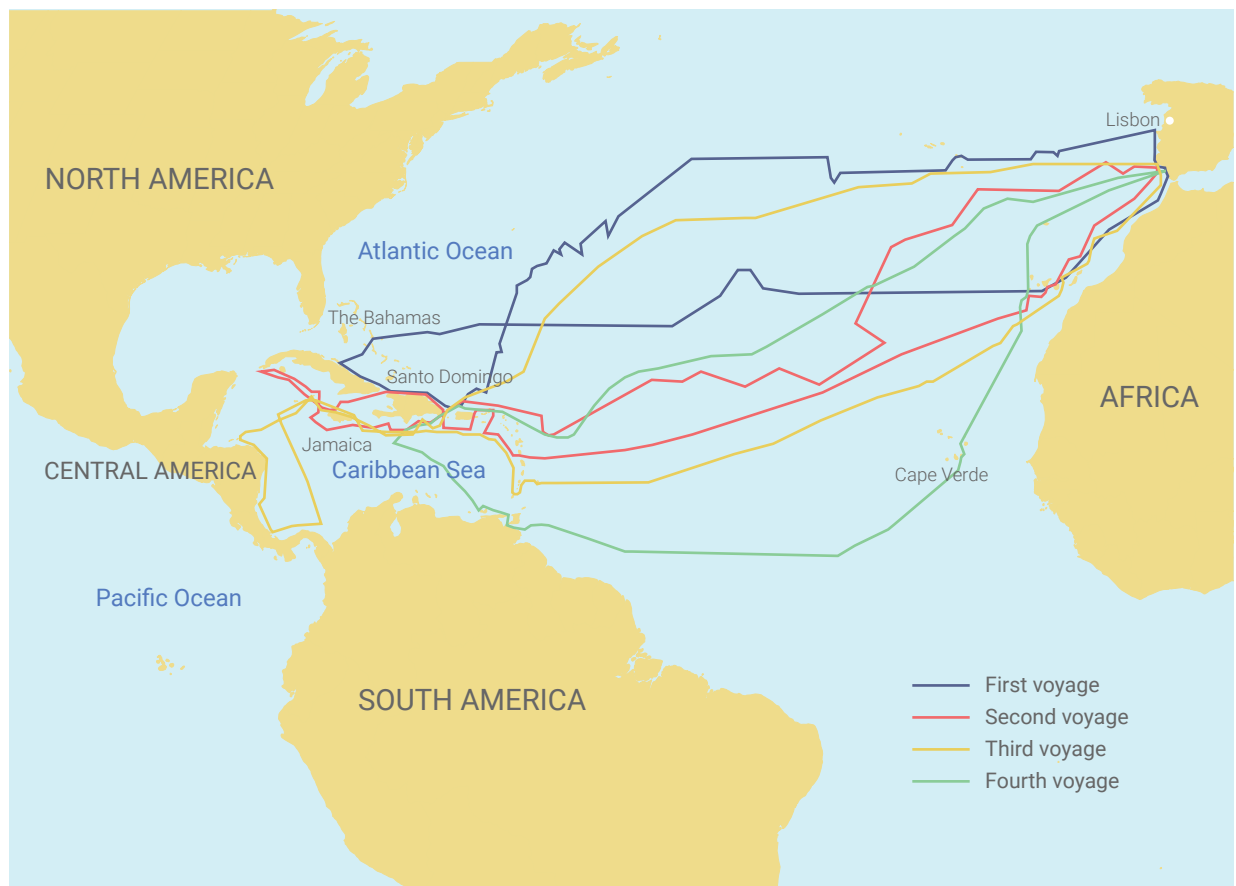 Lisbon
NORTH AMERICA
Atlantic Ocean
The Bahamas
Santo Domingo
AFRICA
Jamaica
CENTRAL AMERICA
Caribbean Sea
Cape Verde
Pacific Ocean
SOUTH AMERICA
First voyage
Second voyage
Third voyage
Fourth voyage